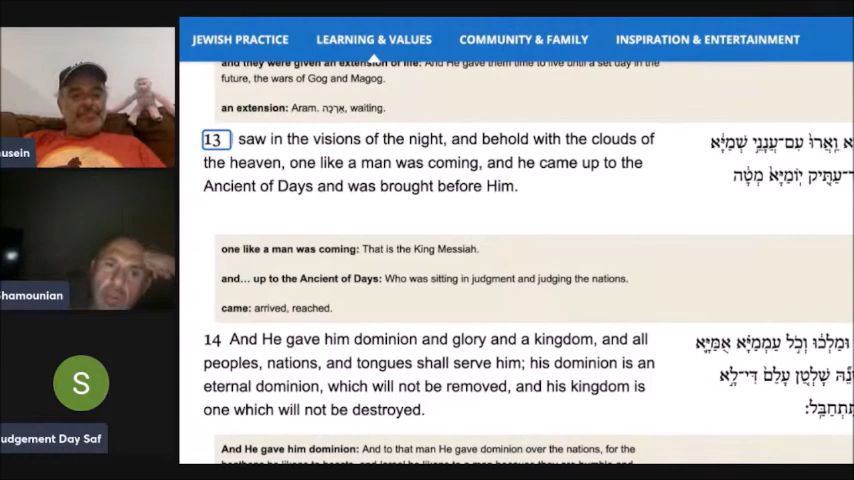 JEWISH PRACTICE LEARNING & VALUES COMMUNITY & FAMILY INSPIRATION & ENTERTAINMENT
and they were given an extension of life: And He gave them time to live until a set day in the
future, the wars of Gog and Magog.
an extension: Aram. אַרְכָּה, waiting.
13 saw in the visions of the night, and behold with the clouds of
the heaven, one like a man was coming, and he came up to the
Ancient of Days and was brought before Him.
א וַֽאֲרוּ֙ עִם־עֲנָנֵ֣י שְׁמַיָּ֔א
ד־עַתִּ֤יק יֽוֹמַיָּא֙ מְטָ֔ה
one like a man was coming: That is the King Messiah.
and... up to the Ancient of Days: Who was sitting in judgment and judging the nations.
came: arrived, reached.
14 And He gave him dominion and glory and a kingdom, and all
peoples, nations, and tongues shall serve him; his dominion is an
eternal dominion, which will not be removed, and his kingdom is
one which will not be destroyed.
וּמַלְכ֔וּ וְכֹ֣ל עַֽמְמַיָּ֗א אֻמַּיָּ֛א
שָׁלְטָ֤ן עָלַם֙ דִּי־לָ֣א
תִתְחַבַּֽל:
And He gave him dominion: And to that man He gave dominion over the nations, for the
usein
Shamounian
S
udgement Day Saf